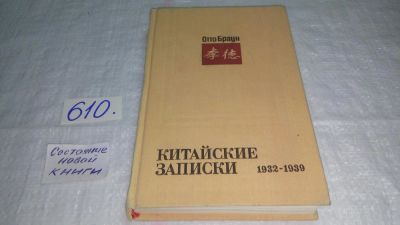 Отто Браун
李德
КИТАЙСКИЕ
ЗАПИСКИ 1932-1939
610.
Состояние
новой
книги